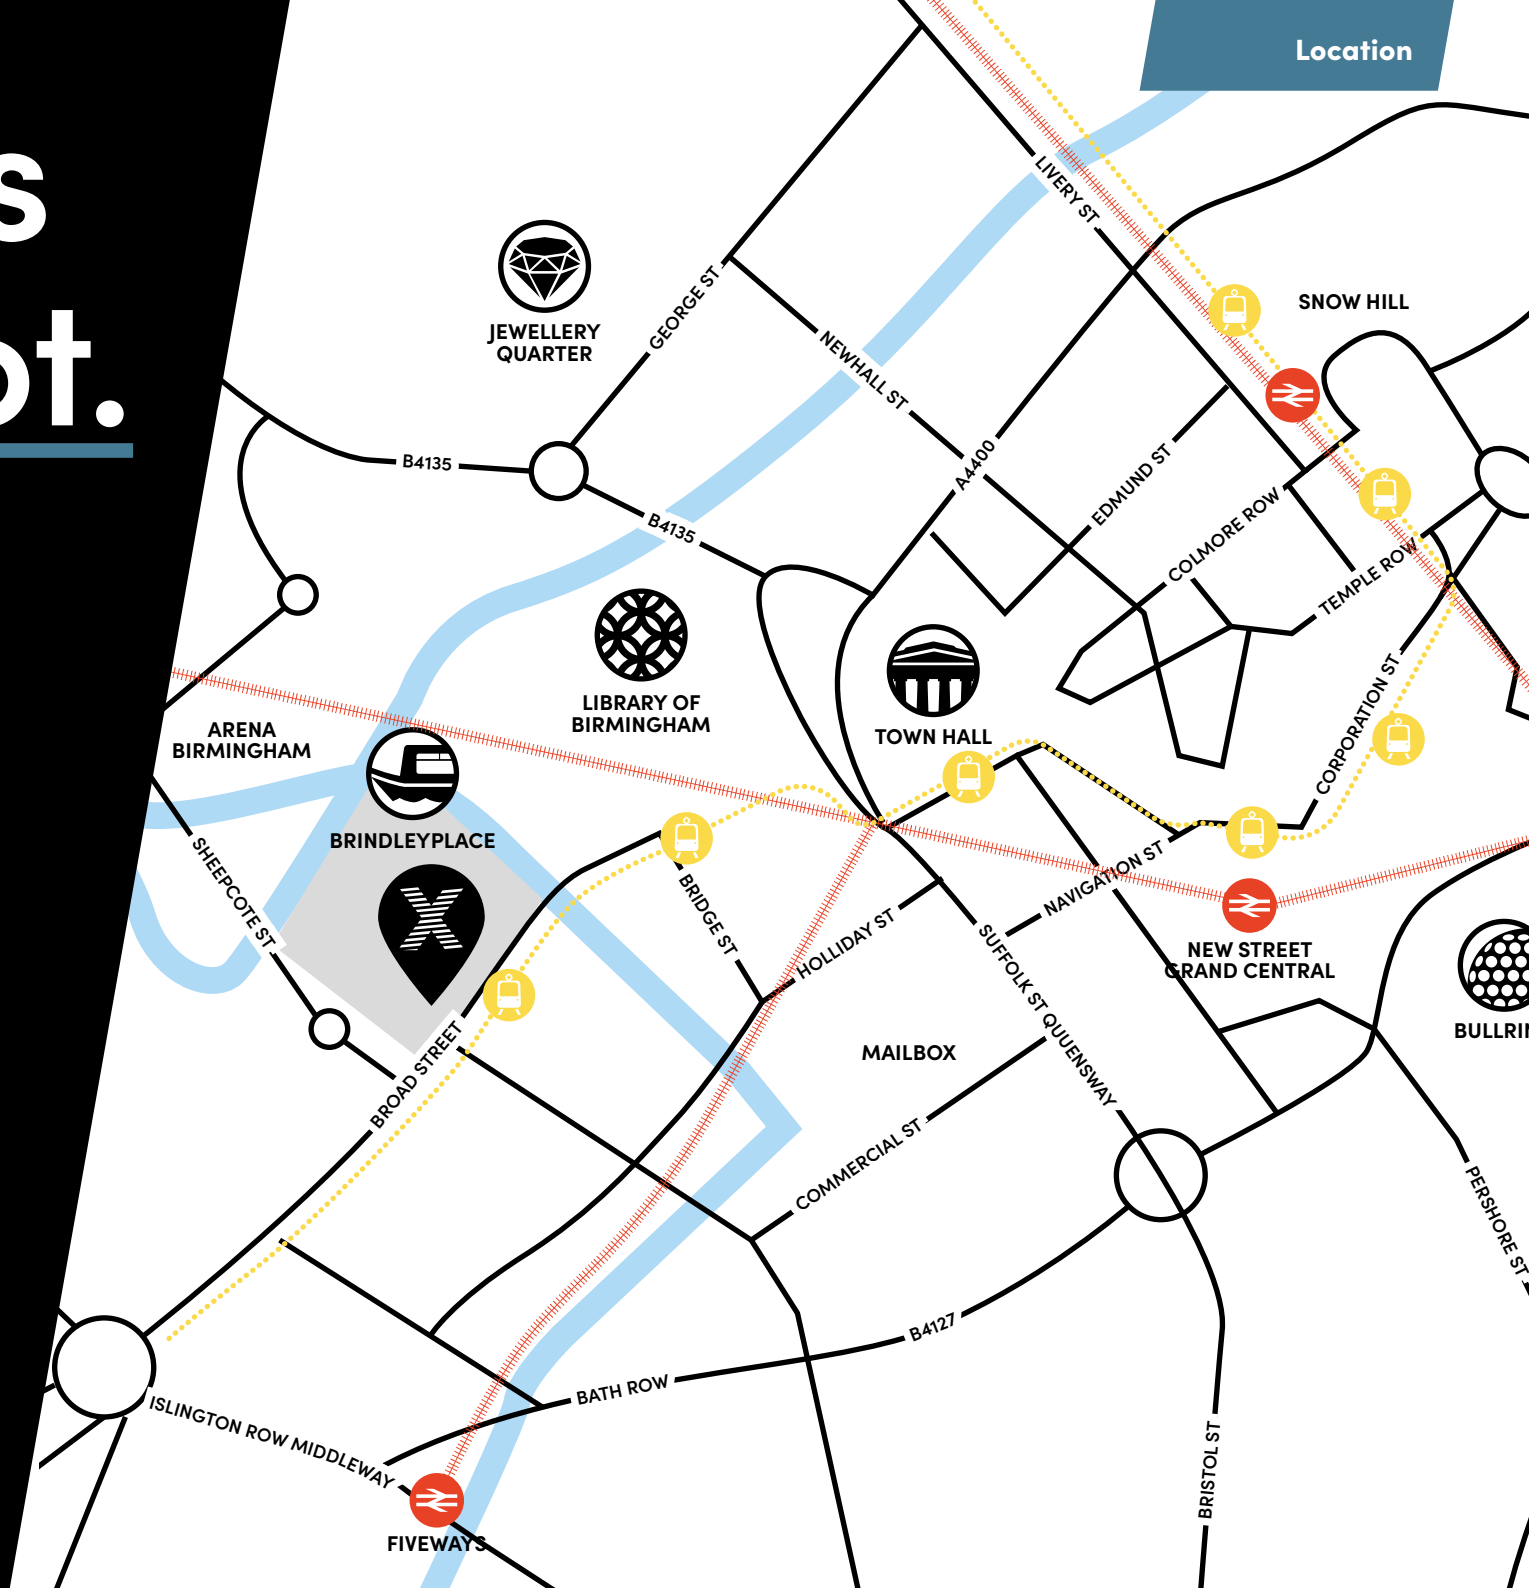 s
ot.
Location
LIVERY ST
SNOW HILL
JEWELLERY
QUARTER
GEORGE ST
NEWHALL ST
B4135
B4135
A4400
EDMUND ST
COLMORE ROW
TEMPLE ROW
LIBRARY OF
BIRMINGHAM
TOWN HALL
CORPORATION ST
ARENA
BIRMINGHAM
BRINDLEYPLACE
SHEEPCOTE ST
X
BRIDGE ST
HOLLIDAY ST
NAVIGATION ST
NEW STREET
GRAND CENTRAL
SUFFOLK ST QUUENSWAY
BULLRIN
BROAD STREET
MAILBOX
COMMERCIAL ST
PERSHORE ST
B4127
BATH ROW
ISLINGTON ROW MIDDLEWAY
BRISTOL ST
FIVEWAYS